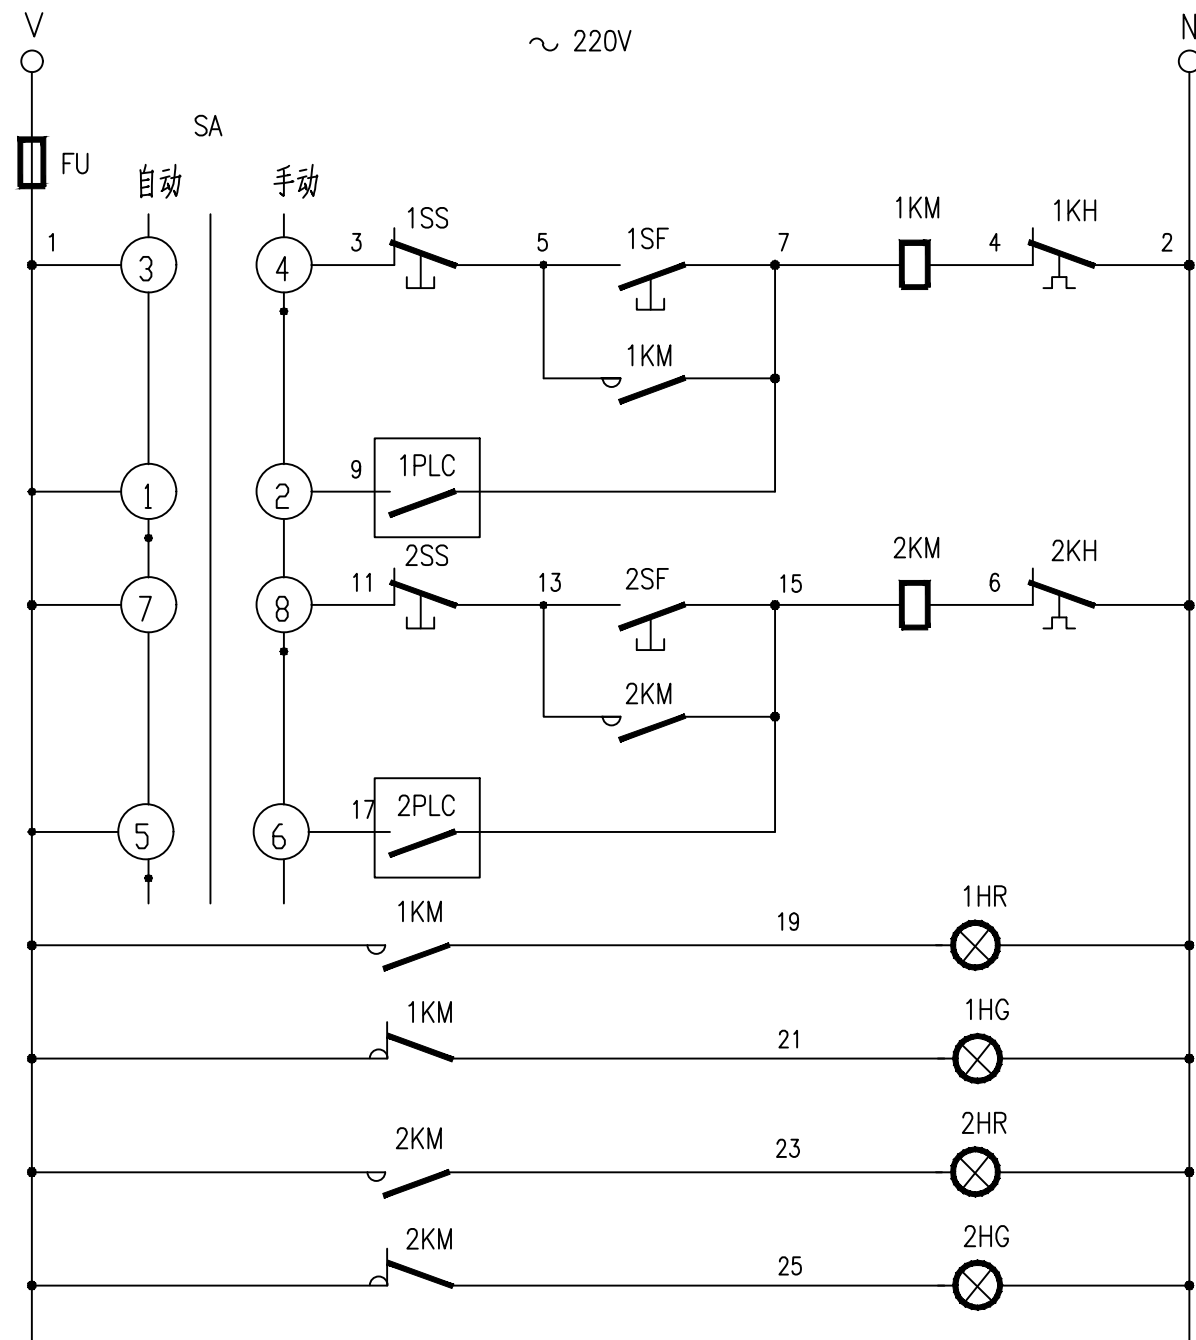 V
N
～ 220V
SA
FU
自动
手动
1
3
4
3
1SS
5
1SF
7
1KM
4
1KH
2
1KM
1
2
9
1PLC
7
8
11
2SS
13
2SF
15
2KM
6
2KH
2KM
5
6
17
2PLC
1KM
19
1HR
1KM
21
1HG
2KM
23
2HR
2KM
25
2HG